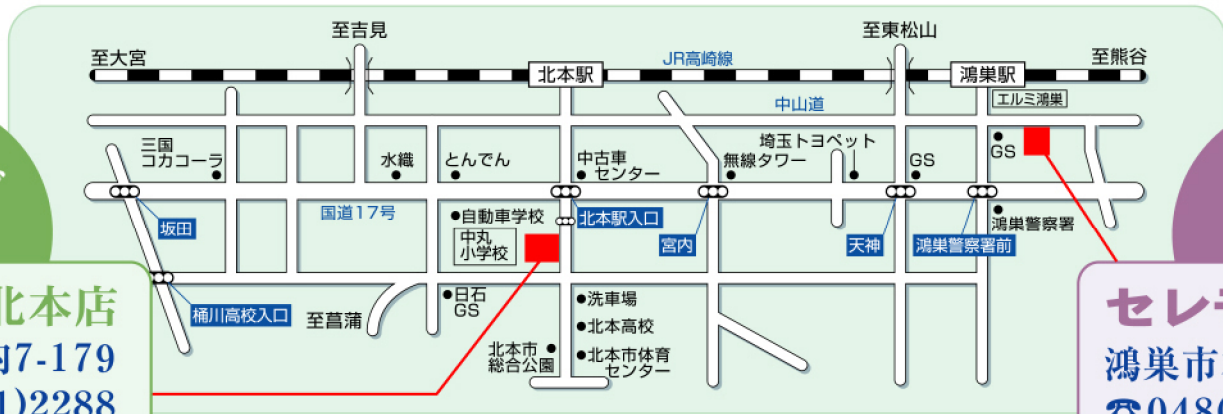 至吉見
至東松山
至大宮
JR高崎線
至熊谷
北本駅
鴻巣駅
エルミ鴻巣
中山道
三国
コカコーラ
水織
とんでん
中古車
センター
埼玉トヨペット
無線タワー
GS
GS
国道17号
坂田
自動車学校
北本駅入口
宮内
天神
鴻巣警察署前
鴻巣警察署
中丸
小学校
桶川高校入口
至菖蒲
日石
GS
洗車場
北本高校
北本市
総合公園
北本市体育
センター
北本店
7-179
)2288
セレ
鴻巣市
☎048